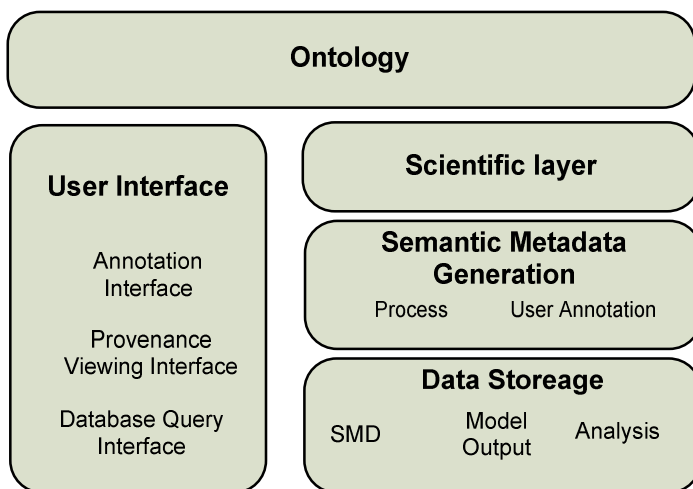 Ontology
User Interface
Annotation
Interface
Provenance
Viewing Interface
Database Query
Interface
Scientific layer
Semantic Metadata
Generation
Process User Annotation
Data Storeage
SMD Model Output Analysis